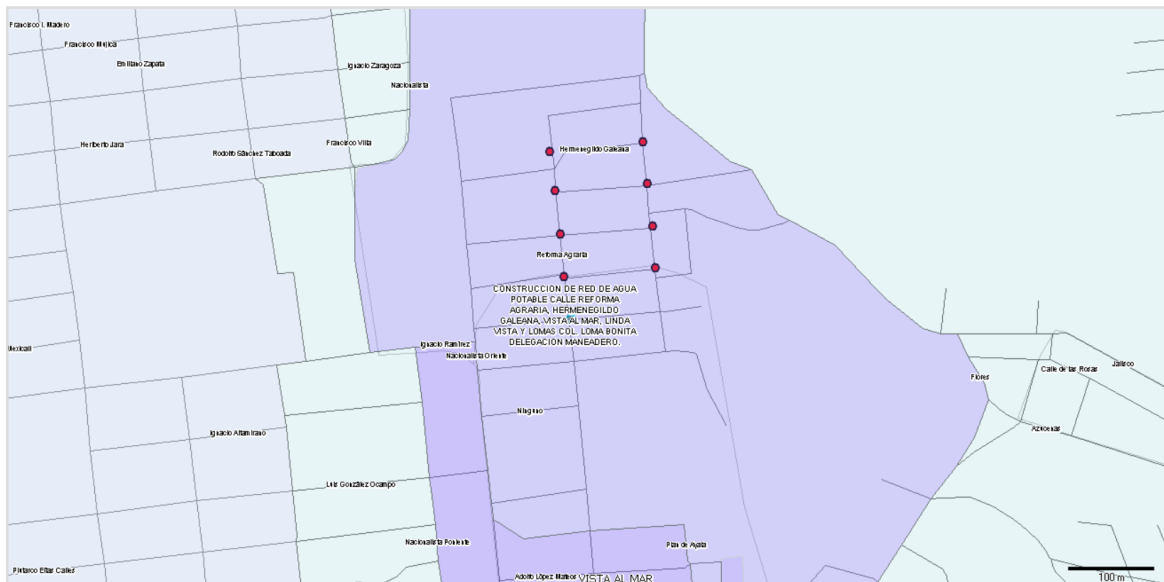 Francisco I. Madero
Francisco Mujica
Emiliano Zapata
Ignacio Zaragoza
Nacionalista
Heriberto Jara
Rodolfo Sánchez Taboada
Francisco Villa
Hermenegildo Galeana
Reforma Agraria
CONSTRUCCION DE RED DE AGUA
POTABLE CALLE REFORMA
AGRARIA, HERMENEGILDO
GALEANA, VISTA AL MAR, LINDA
VISTA Y LOMAS COL. LOMA BONITA
DELEGACION MANEADERO.
Mexicali
Ignacio Ramírez
Nacionalista Oriente
Flores
Calle de las Rosas
Jalisco
Ninguno
Ignacio Altamirano
Azucenas
Luis González Ocampo
Nacionalista Poniente
Plan de Ayala
Plutarco Elías Calles
Adolfo López Mateos
VISTA AL MAR
100 m